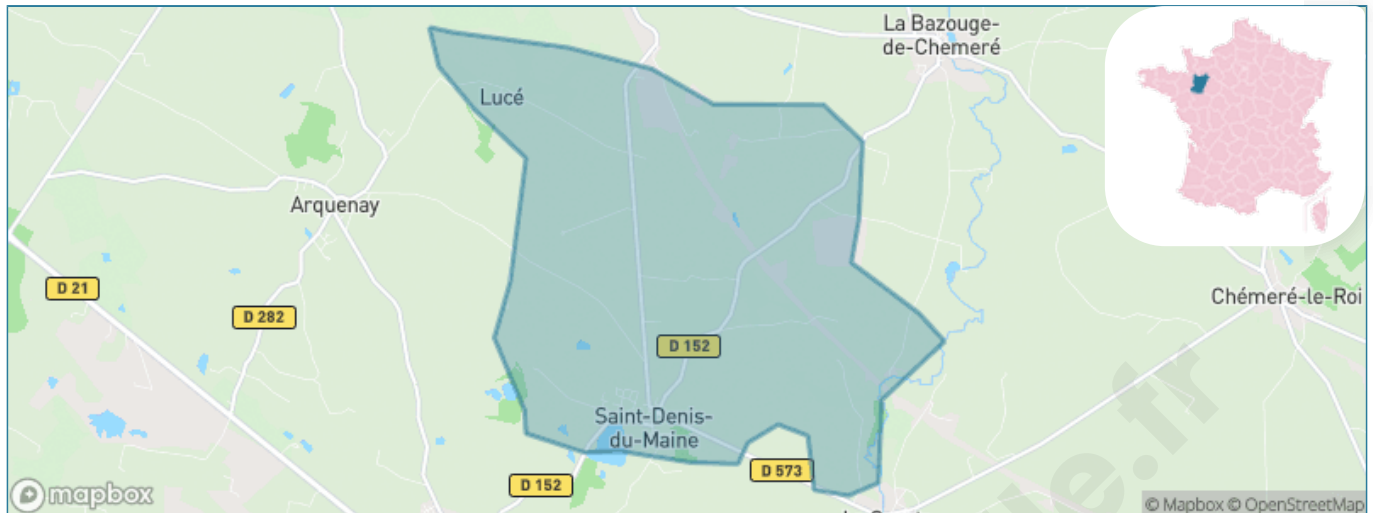 La Bazouge-
de-Chemeré
Lucé
Arquenay
D 21
D 282
Chémeré-le-Roi
D 152
Saint-Denis-
du-Maine
D 573
D 152
mapbox
© Mapbox © OpenStreetMap